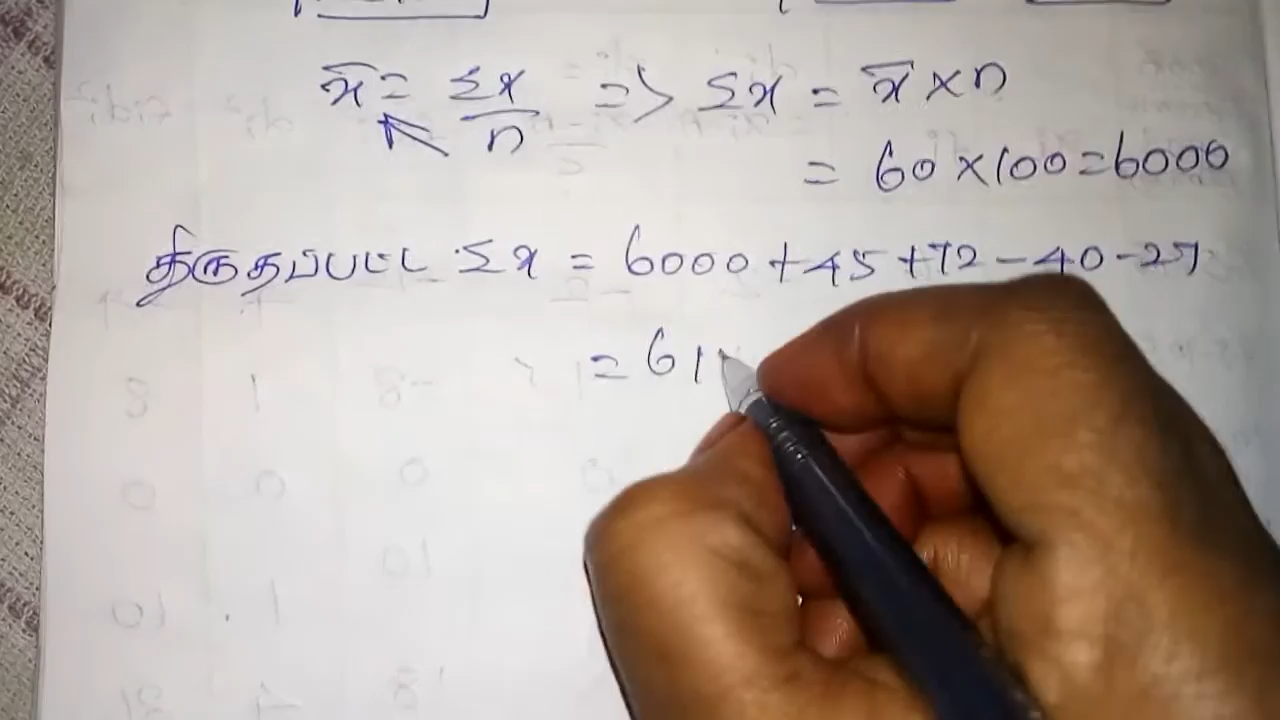 x̄ = Σx/n => Σx = x̄ × n
= 60 × 100 = 6000
திருத்தப்பட்ட Σx = 6000 + 45 + 72 - 40 - 27
= 61